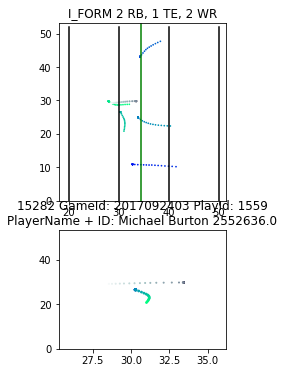 I_FORM 2 RB, 1 TE, 2 WR
50
40
30
20
10
0
20 30 40 50
15282 GameId: 2017092403 PlayId: 1559
PlayerName + ID: Michael Burton 2552636.0
40
20
0
27.5 30.0 32.5 35.0